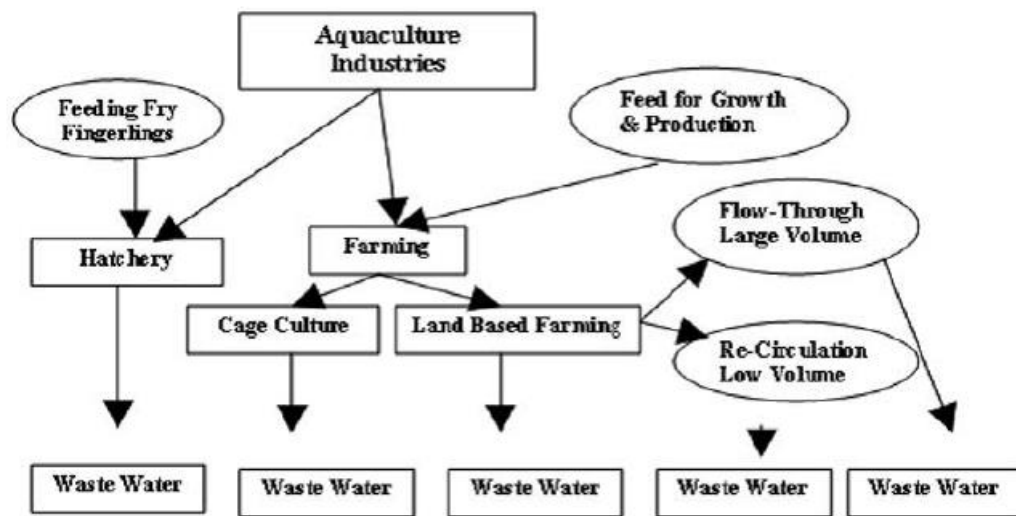 Aquaculture
Industries
Feeding Fry
Fingerlings
Feed for Growth
& Production
Flow-Through
Large Volume
Hatchery
Farming
Cage Culture
Land Based Farming
Re-Circulation
Low Volume
Waste Water
Waste Water
Waste Water
Waste Water
Waste Water